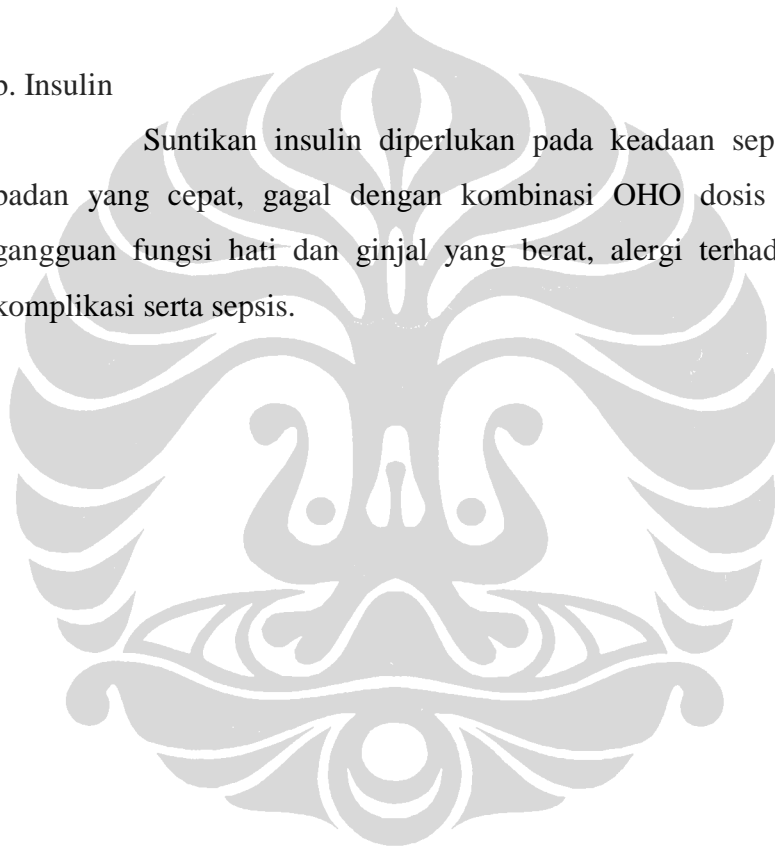 b. Insulin
Suntikan insulin diperlukan pada keadaan sep
badan yang cepat, gagal dengan kombinasi OHO dosis
gangguan fungsi hati dan ginjal yang berat, alergi terhad
komplikasi serta sepsis.